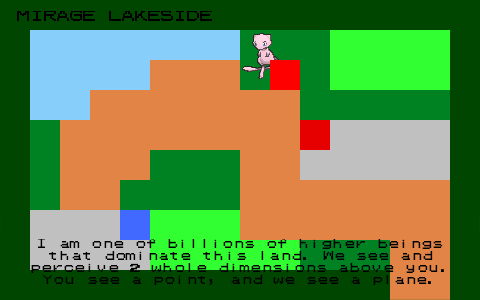 MIRAGE LAKESIDE
I am one of billions of higher beings
that dominate this land. We see and
perceive 2 whole dimensions above you.
You see a point, and we see a plane.